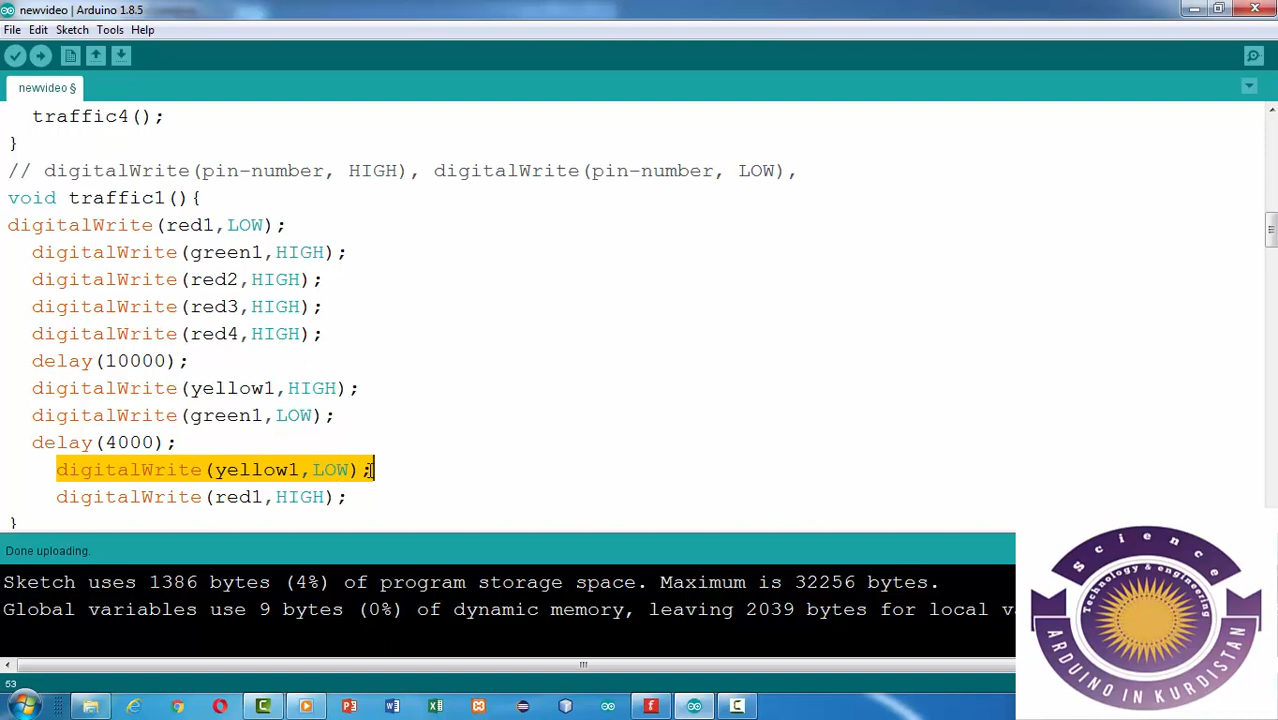 newvideo | Arduino 1.8.5
File Edit Sketch Tools Help
newvideo §
traffic4();
}
// digitalWrite(pin-number, HIGH), digitalWrite(pin-number, LOW),
void traffic1(){
digitalWrite(red1,LOW);
digitalWrite(green1,HIGH);
digitalWrite(red2,HIGH);
digitalWrite(red3,HIGH);
digitalWrite(red4,HIGH);
delay(10000);
digitalWrite(yellow1,HIGH);
digitalWrite(green1,LOW);
delay(4000);
digitalWrite(yellow1,LOW);
digitalWrite(red1,HIGH);
}
Done uploading.
Sketch uses 1386 bytes (4%) of program storage space. Maximum is 32256 bytes.
Global variables use 9 bytes (0%) of dynamic memory, leaving 2039 bytes for local
53
Science
Technology & engineering
ARDUINO IN KURDISTAN